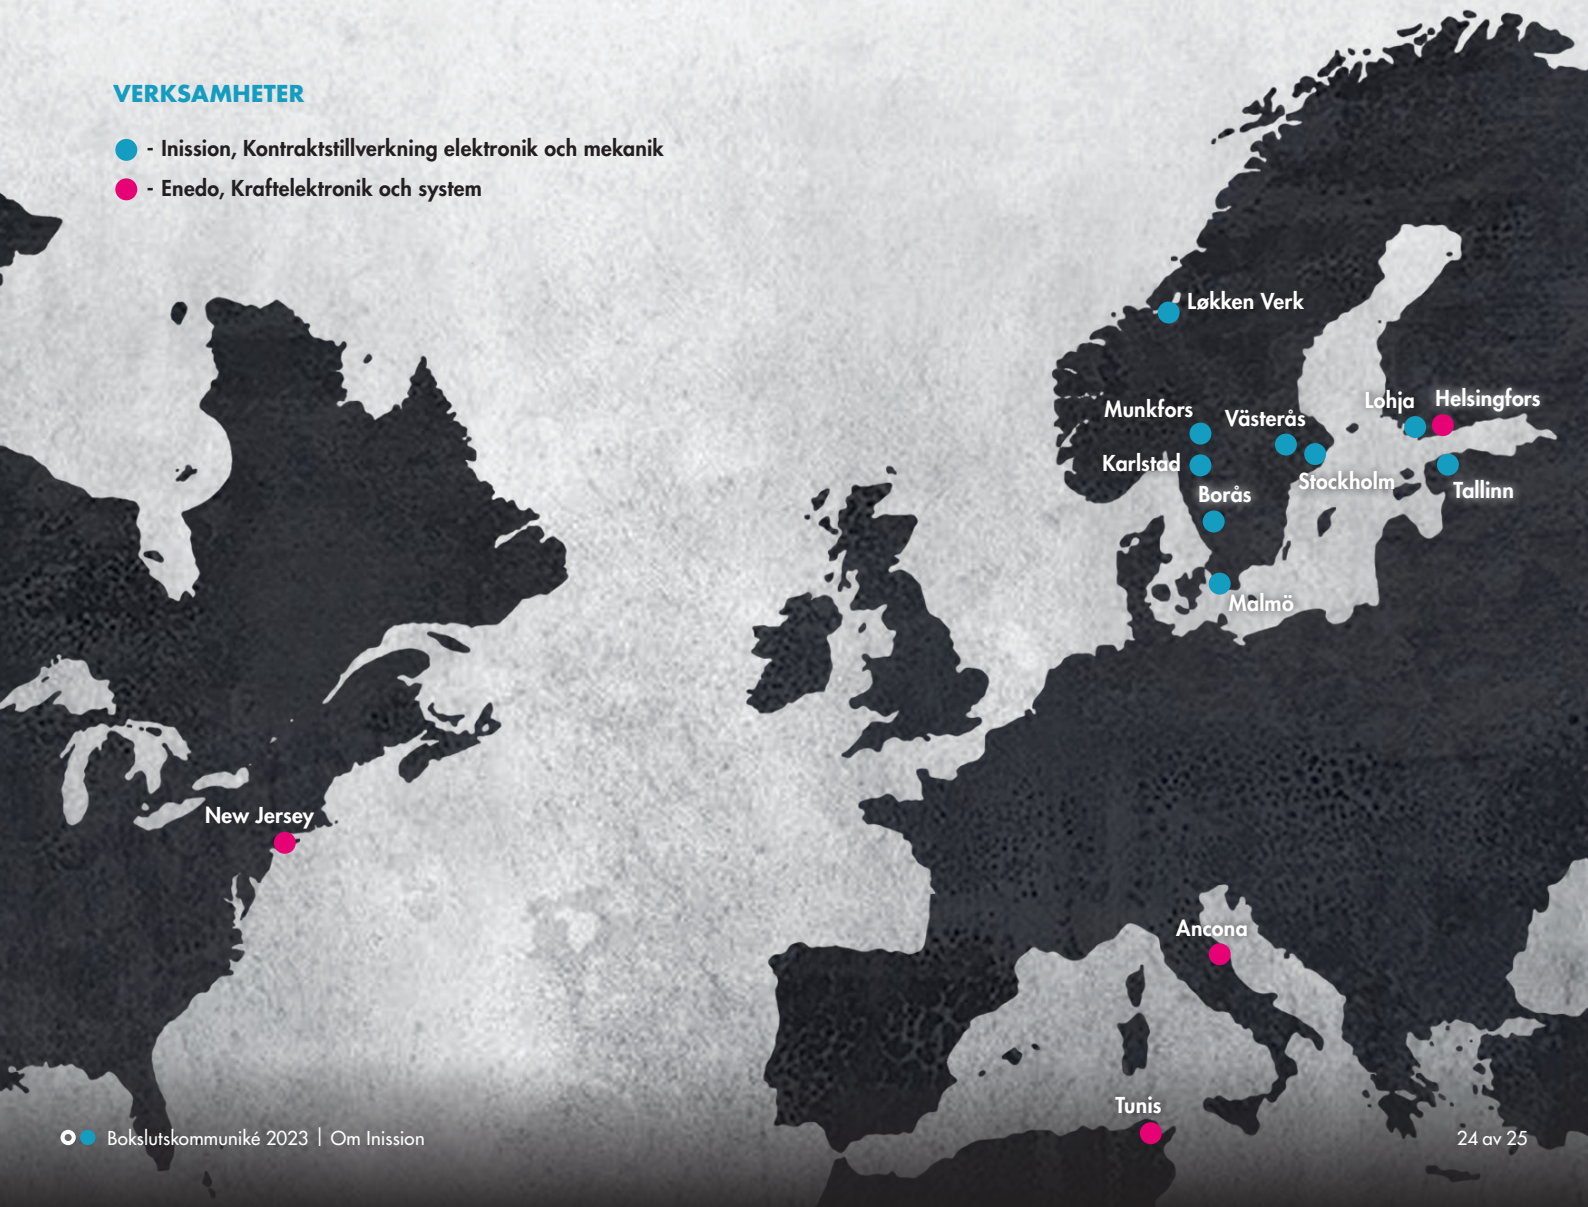 VERKSAMHETER
- Inission, Kontraktstillverkning elektronik och mekanik
- Enedo, Kraftelektronik och system
Løkken Verk
Munkfors
Västerås
Lohja
Helsingfors
Karlstad
Stockholm
Tallinn
Borås
Malmö
New Jersey
Ancona
Tunis
Bokslutskommuniké 2023 | Om Inission
24 av 25